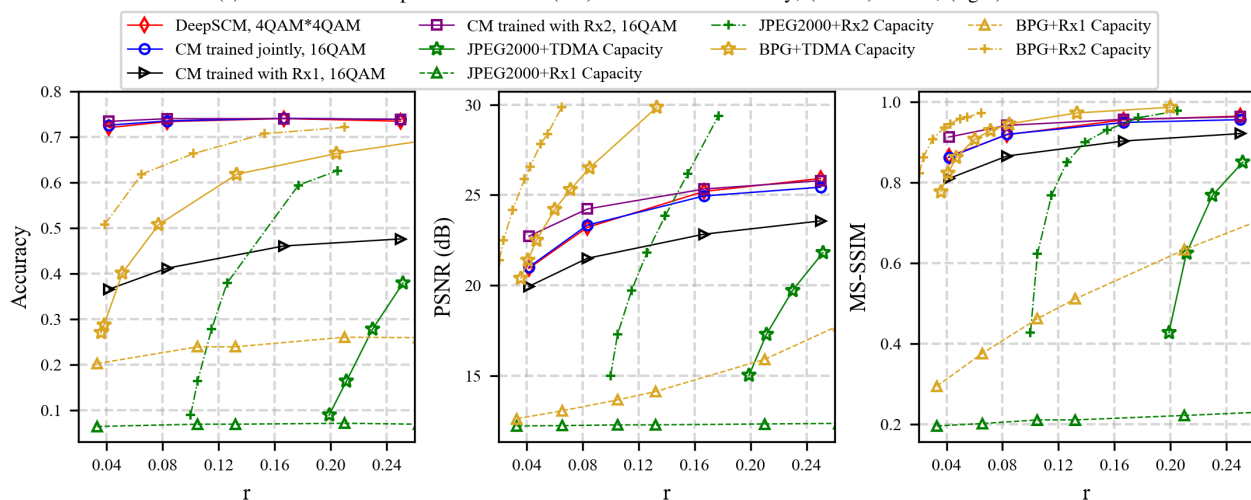 DeepSCM, 4QAM*4QAM
CM trained jointly, 16QAM
CM trained with Rx1, 16QAM
CM trained with Rx2, 16QAM
JPEG2000+TDMA Capacity
JPEG2000+Rx1 Capacity
JPEG2000+Rx2 Capacity
BPG+TDMA Capacity
BPG+Rx1 Capacity
BPG+Rx2 Capacity
Accuracy
0.8
0.7
0.6
0.5
0.4
0.3
0.2
0.1
0.04 0.08 0.12 0.16 0.20 0.24
r
PSNR (dB)
30
25
20
15
0.04 0.08 0.12 0.16 0.20 0.24
r
MS-SSIM
1.0
0.8
0.6
0.4
0.2
0.04 0.08 0.12 0.16 0.20 0.24
r